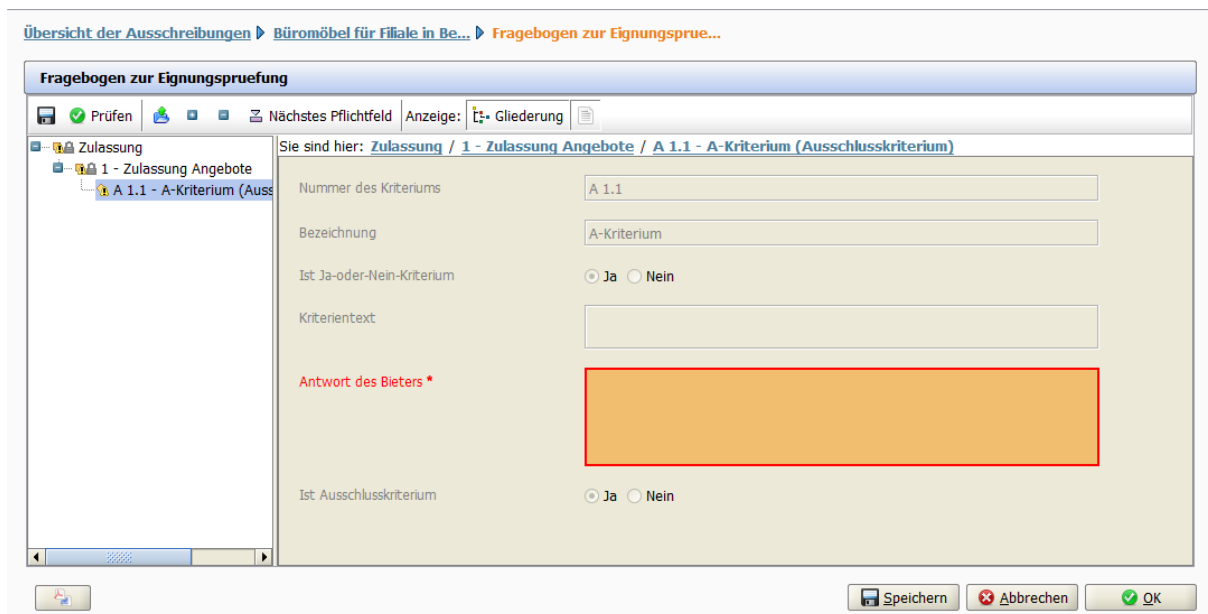 Übersicht der Ausschreibungen Büromöbel für Filiale in Be... Fragebogen zur Eignungsprue...
Fragebogen zur Eignungspruefung
Prüfen Nächstes Pflichtfeld Anzeige: Gliederung
Zulassung
1 - Zulassung Angebote
A 1.1 - A-Kriterium (Auss
Sie sind hier: Zulassung / 1 - Zulassung Angebote / A 1.1 - A-Kriterium (Ausschlusskriterium)
Nummer des Kriteriums A 1.1
Bezeichnung A-Kriterium
Ist Ja-oder-Nein-Kriterium Ja Nein
Kriterientext
Antwort des Bieters *
Ist Ausschlusskriterium Ja Nein
Speichern Abbrechen OK